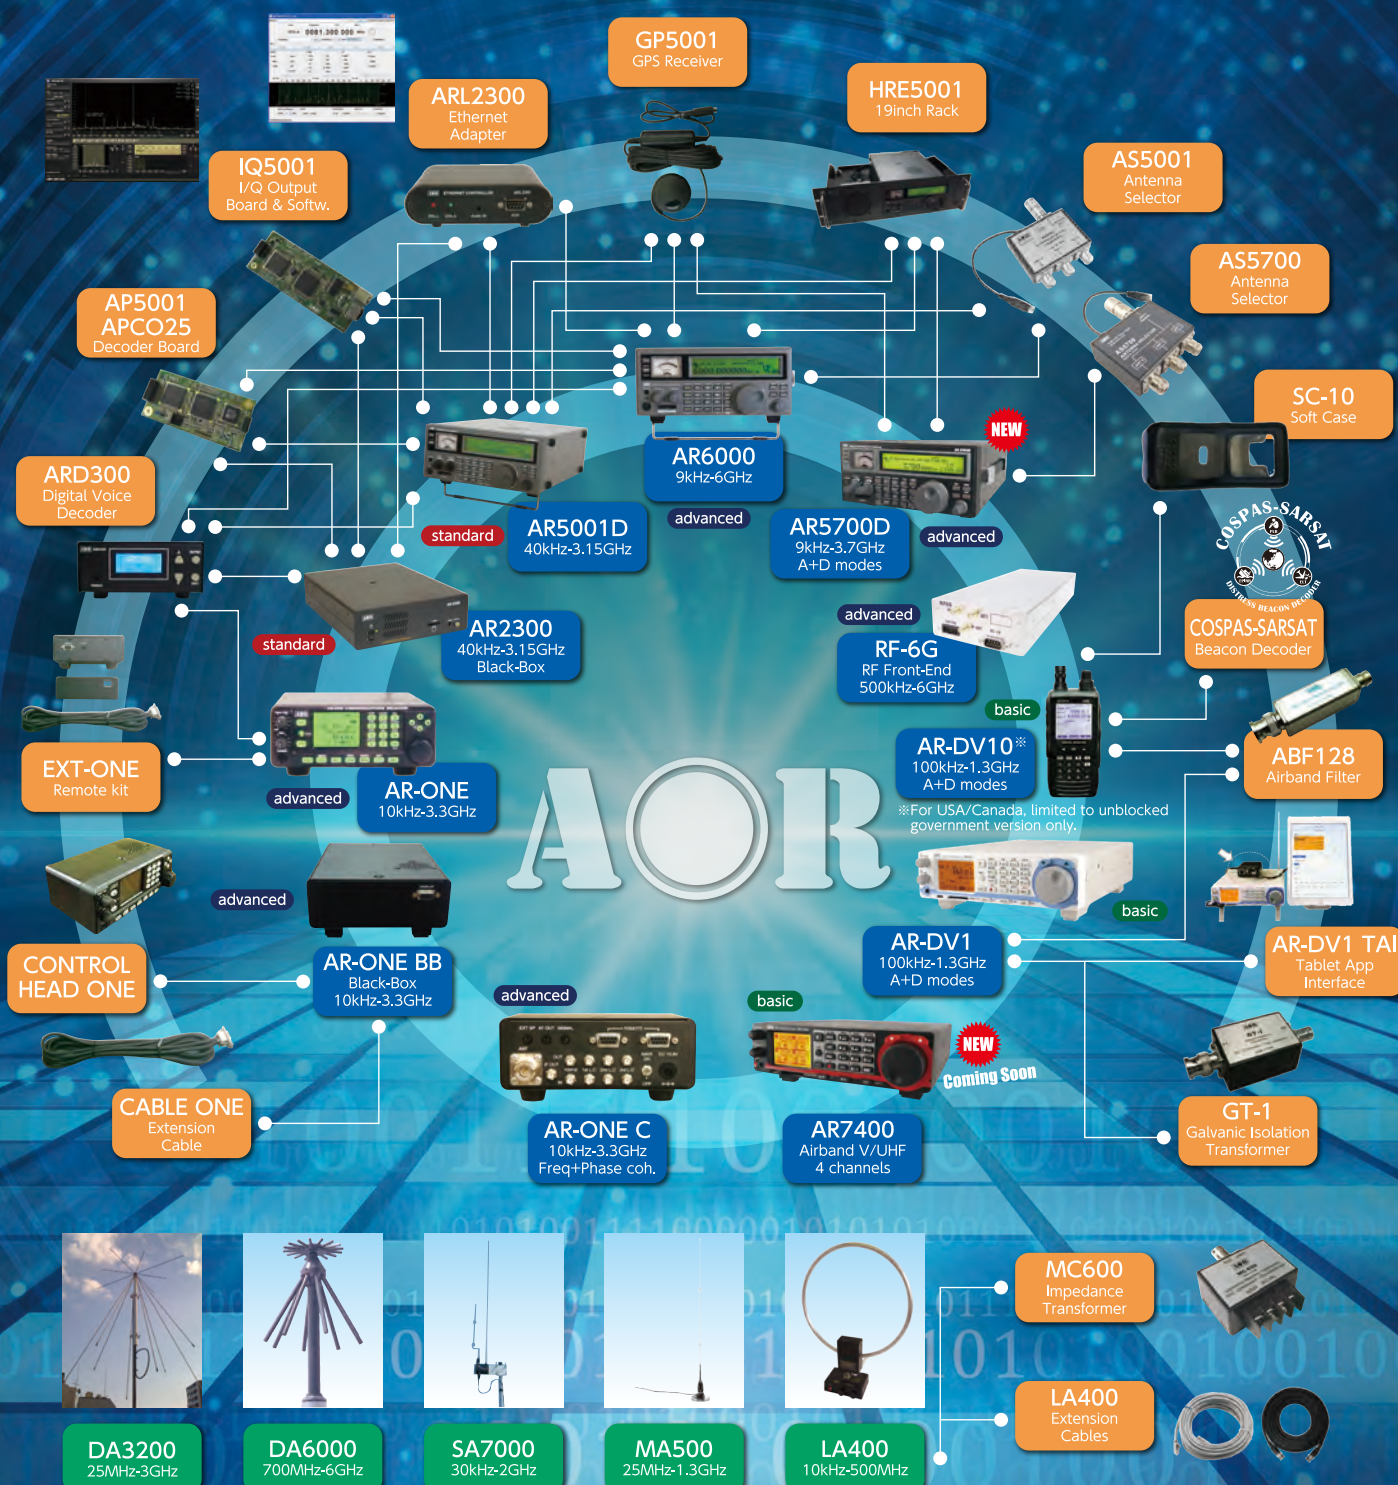 0081.300 000
GP5001
GPS Receiver
ARL2300
Ethernet
Adapter
HRE5001
19inch Rack
IQ5001
I/Q Output
Board & Softw.
AS5001
Antenna
Selector
AS5700
Antenna
Selector
AP5001
APCO25
Decoder Board
SC-10
Soft Case
NEW
AR6000
9kHz-6GHz
advanced
ARD300
Digital Voice
Decoder
standard
AR5001D
40kHz-3.15GHz
AR5700D
9kHz-3.7GHz
A+D modes
advanced
COSPAS-SARSAT
DISTRESS BEACON DECODER
COSPAS-SARSAT
Beacon Decoder
standard
AR2300
40kHz-3.15GHz
Black-Box
advanced
RF-6G
RF Front-End
500kHz-6GHz
basic
AR-DV10※
100kHz-1.3GHz
A+D modes
※For USA/Canada, limited to unblocked
government version only.
EXT-ONE
Remote kit
advanced
AR-ONE
10kHz-3.3GHz
ABF128
Airband Filter
AOR
advanced
basic
CONTROL
HEAD ONE
AR-ONE BB
Black-Box
10kHz-3.3GHz
AR-DV1
100kHz-1.3GHz
A+D modes
AR-DV1 TAI
Tablet App
Interface
advanced
basic
NEW
Coming Soon
CABLE ONE
Extension
Cable
AR-ONE C
10kHz-3.3GHz
Freq+Phase coh.
AR7400
Airband V/UHF
4 channels
GT-1
Galvanic Isolation
Transformer
MC600
Impedance
Transformer
LA400
Extension
Cables
DA3200
25MHz-3GHz
DA6000
700MHz-6GHz
SA7000
30kHz-2GHz
MA500
25MHz-1.3GHz
LA400
10kHz-500MHz